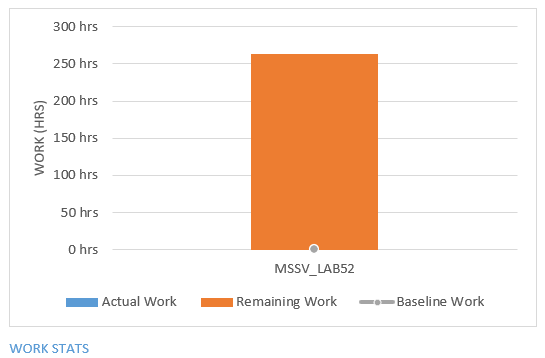 300 hrs
250 hrs
200 hrs
150 hrs
100 hrs
50 hrs
0 hrs
WORK (HRS)
MSSV_LAB52
Actual Work Remaining Work Baseline Work
WORK STATS